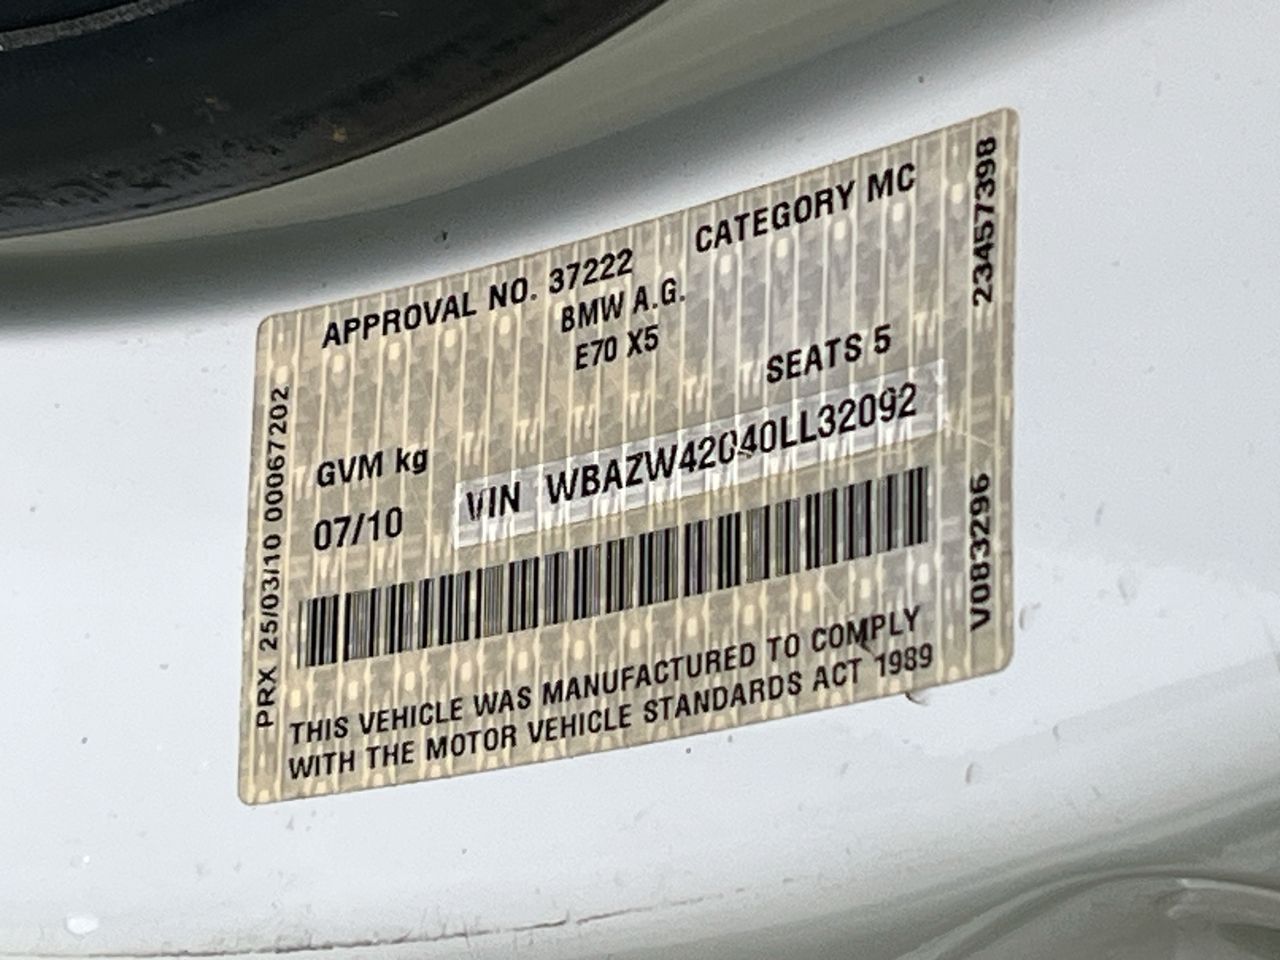 APPROVAL NO. 37222
CATEGORY MC
BMW A.G.
E70 X5
SEATS 5
GVM kg
07/10
VIN WBAZW42040LL32092
THIS VEHICLE WAS MANUFACTURED TO COMPLY
WITH THE MOTOR VEHICLE STANDARDS ACT 1989
PRX 25/03/10 00067202
23457398
V083296